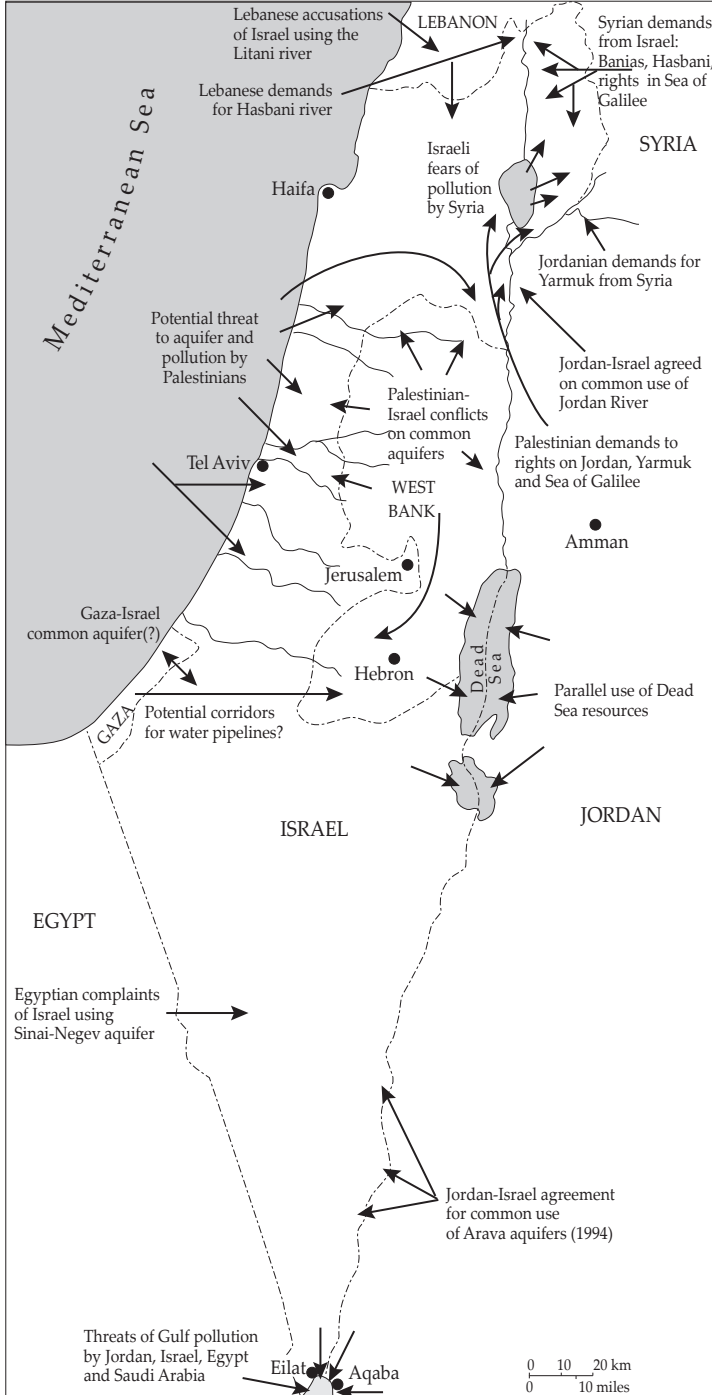 Lebanese accusations
of Israel using the
Litani river
LEBANON
Syrian demands
from Israel:
Banias, Hasbani,
rights in Sea of
Galilee
Lebanese demands
for Hasbani river
Mediterranean Sea
Israeli
fears of
pollution
by Syria
SYRIA
Haifa
Jordanian demands for
Yarmuk from Syria
Potential threat
to aquifer and
pollution by
Palestinians
Jordan-Israel agreed
on common use of
Jordan River
Palestinian-
Israel conflicts
on common
aquifers
Palestinian demands to
rights on Jordan, Yarmuk
and Sea of Galilee
Tel Aviv
WEST
BANK
Amman
Jerusalem
Gaza-Israel
common aquifer(?)
Hebron
Dead
Sea
Parallel use of Dead
Sea resources
GAZA
Potential corridors
for water pipelines?
ISRAEL
JORDAN
EGYPT
Egyptian complaints
of Israel using
Sinai-Negev aquifer
Jordan-Israel agreement
for common use
of Arava aquifers (1994)
Threats of Gulf pollution
by Jordan, Israel, Egypt
and Saudi Arabia
Eilat
Aqaba
0 10 20 km
0 10 miles